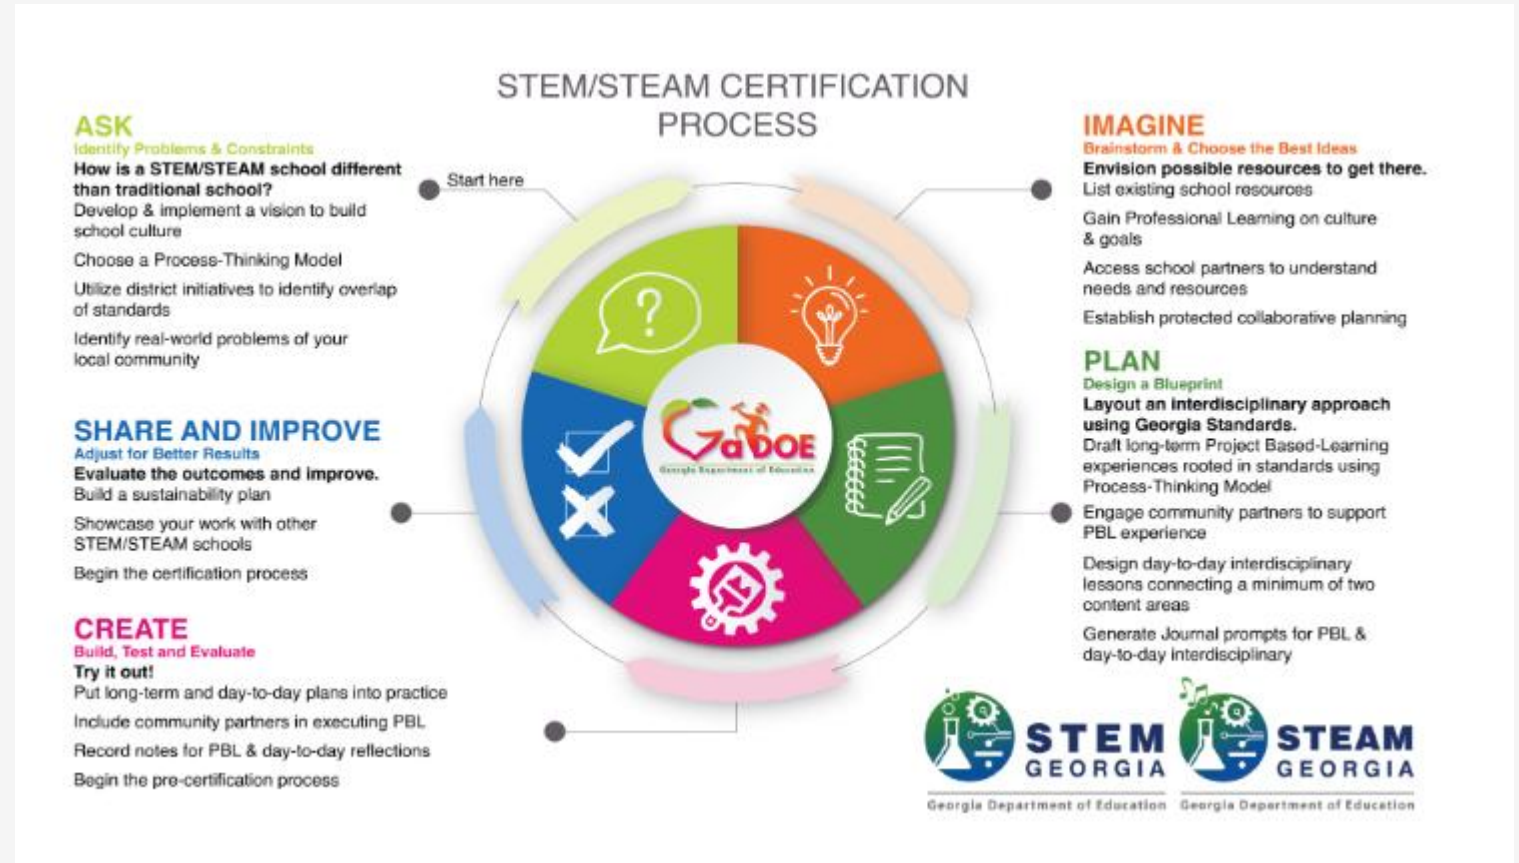 STEM/STEAM CERTIFICATION
PROCESS
ASK
Identify Problems & Constraints
How is a STEM/STEAM school different
than traditional school?
Develop & implement a vision to build
school culture
Choose a Process-Thinking Model
Utilize district initiatives to identify overlap
of standards
Identify real-world problems of your
local community
Start here
IMAGINE
Brainstorm & Choose the Best Ideas
Envision possible resources to get there.
List existing school resources
Gain Professional Learning on culture
& goals
Access school partners to understand
needs and resources
Establish protected collaborative planning
PLAN
Design a Blueprint
Layout an interdisciplinary approach
using Georgia Standards.
Draft long-term Project Based-Learning
experiences rooted in standards using
Process-Thinking Model
Engage community partners to support
PBL experience
Design day-to-day interdisciplinary
lessons connecting a minimum of two
content areas
Generate Journal prompts for PBL &
day-to-day interdisciplinary
CREATE
Build, Test and Evaluate
Try it out!
Put long-term and day-to-day plans into practice
Include community partners in executing PBL
Record notes for PBL & day-to-day reflections
Begin the pre-certification process
SHARE AND IMPROVE
Adjust for Better Results
Evaluate the outcomes and improve.
Build a sustainability plan
Showcase your work with other
STEM/STEAM schools
Begin the certification process
?
GaDOE
Georgia Department of Education
STEM
GEORGIA
Georgia Department of Education
STEAM
GEORGIA
Georgia Department of Education